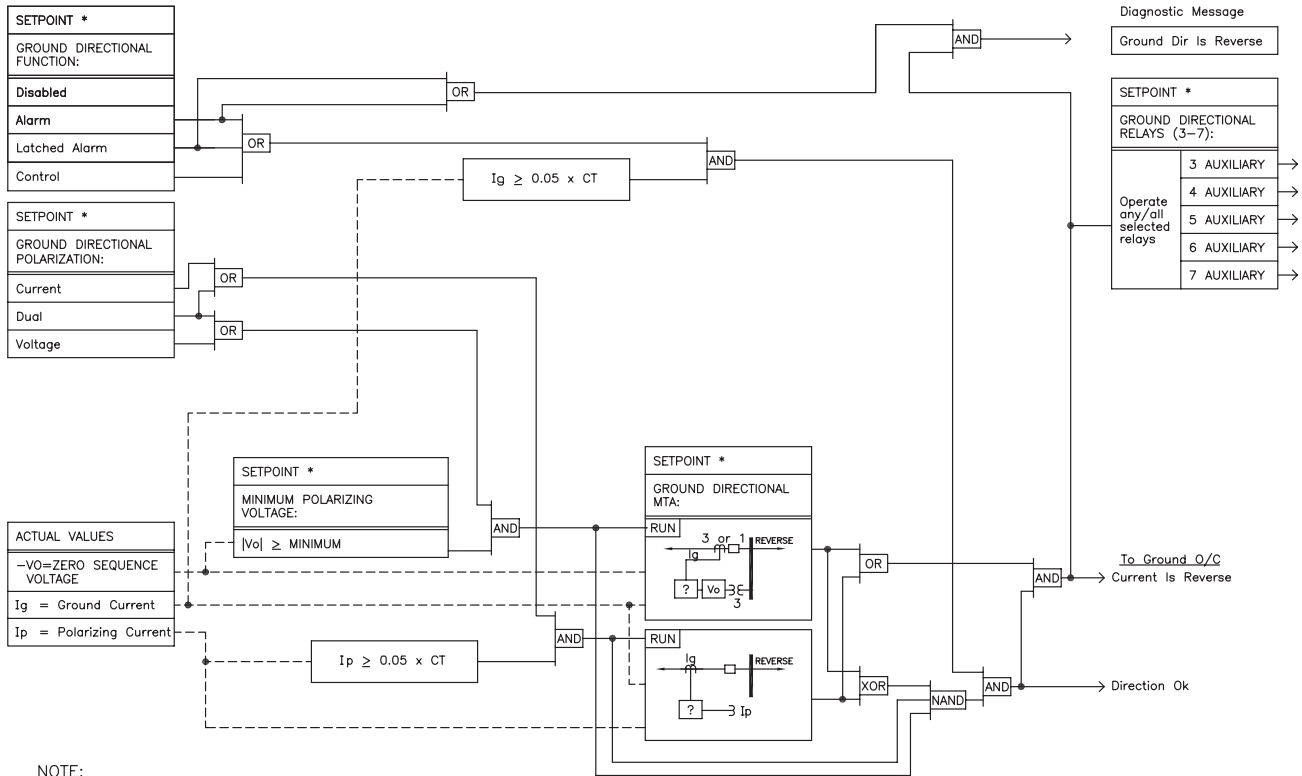 SETPOINT *
GROUND DIRECTIONAL
FUNCTION:
Disabled
Alarm
Latched Alarm
Control
SETPOINT *
GROUND DIRECTIONAL
POLARIZATION:
Current
Dual
Voltage
ACTUAL VALUES
-VO=ZERO SEQUENCE
VOLTAGE
Ig = Ground Current
Ip = Polarizing Current
OR
OR
OR
OR
Ig ≥ 0.05 x CT
AND
SETPOINT *
MINIMUM POLARIZING
VOLTAGE:
|Vo| ≥ MINIMUM
AND
Ip ≥ 0.05 x CT
AND
SETPOINT *
GROUND DIRECTIONAL
MTA:
RUN
3 or 1
REVERSE
Ig
?
Vo
3
RUN
Ig
REVERSE
?
Ip
OR
XOR
NAND
AND
AND
AND
Diagnostic Message
Ground Dir Is Reverse
SETPOINT *
GROUND DIRECTIONAL
RELAYS (3-7):
Operate
any/all
selected
relays
3 AUXILIARY
4 AUXILIARY
5 AUXILIARY
6 AUXILIARY
7 AUXILIARY
To Ground O/C
Current Is Reverse
Direction Ok
NOTE: